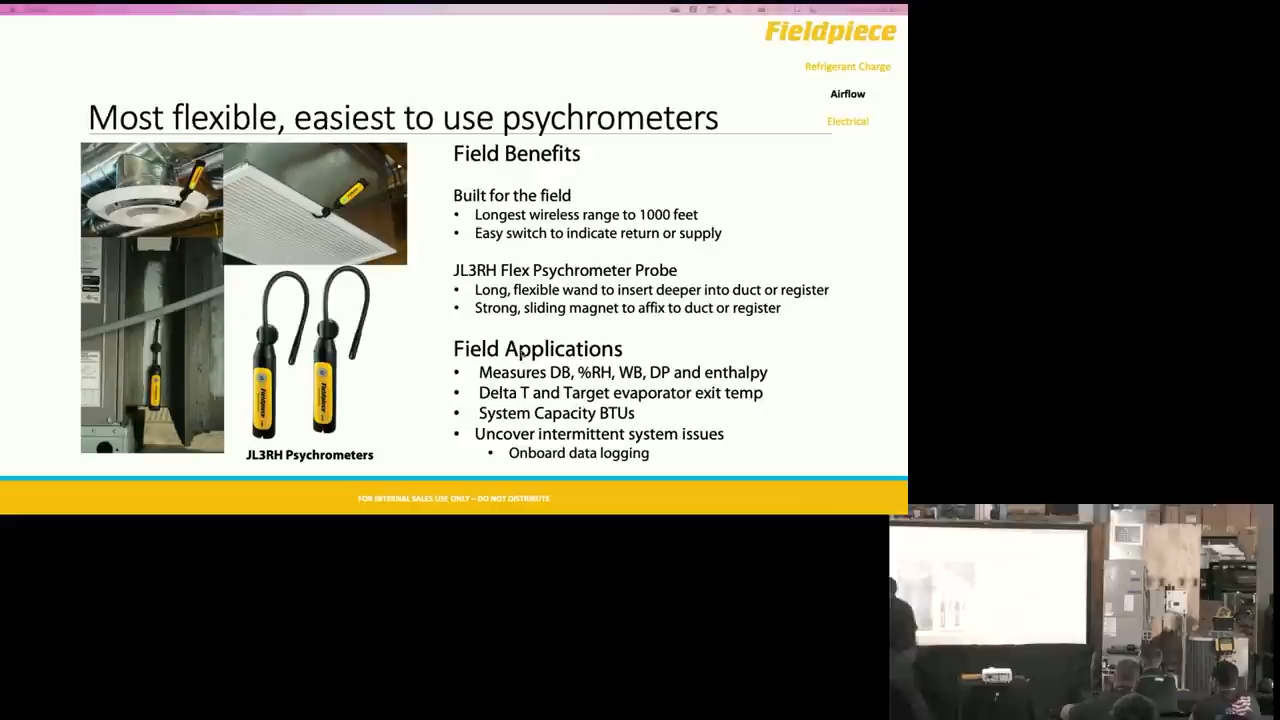 Fieldpiece
Refrigerant Charge
Airflow
Electrical
Most flexible, easiest to use psychrometers
Field Benefits
Built for the field
• Longest wireless range to 1000 feet
• Easy switch to indicate return or supply
JL3RH Flex Psychrometer Probe
• Long, flexible wand to insert deeper into duct or register
• Strong, sliding magnet to affix to duct or register
Field Applications
• Measures DB, %RH, WB, DP and enthalpy
• Delta T and Target evaporator exit temp
• System Capacity BTUs
• Uncover intermittent system issues
• Onboard data logging
Fieldpiece
Fieldpiece
JL3RH Psychrometers
FOR INTERNAL SALES USE ONLY – DO NOT DISTRIBUTE